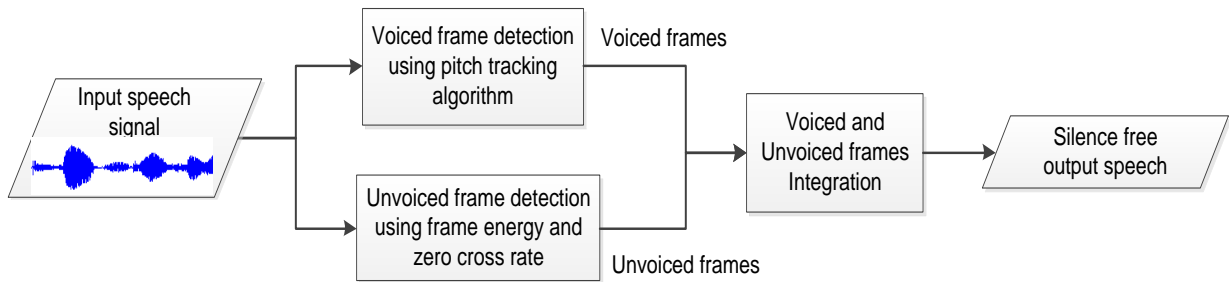 Input speech
signal
Voiced frame detection
using pitch tracking
algorithm
Voiced frames
Unvoiced frame detection
using frame energy and
zero cross rate
Unvoiced frames
Voiced and
Unvoiced frames
Integration
Silence free
output speech